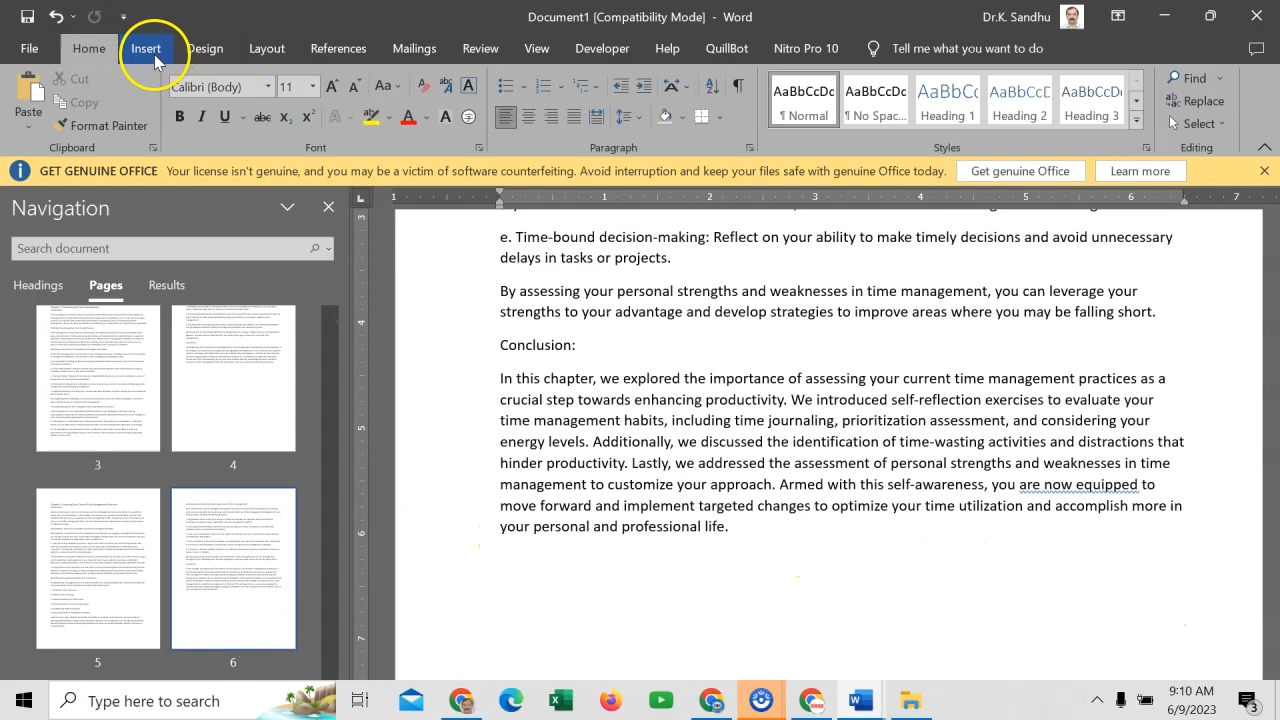 Document1 [Compatibility Mode] - Word
Dr.K. Sandhu
File Home Insert Design Layout References Mailings Review View Developer Help QuillBot Nitro Pro 10 Tell me what you want to do
Paste
Cut
Copy
Format Painter
Clipboard
Calibri (Body) 11
Font
Paragraph
AaBbCcDc AaBbCcDc AaBbCc AaBbCcD AaBbCcDc
¶ Normal ¶ No Spac... Heading 1 Heading 2 Heading 3
Styles
Find
Replace
Select
Editing
GET GENUINE OFFICE Your license isn't genuine, and you may be a victim of software counterfeiting. Avoid interruption and keep your files safe with genuine Office today. Get genuine Office Learn more
Navigation
Search document
Headings Pages Results
3 4
5 6
e. Time-bound decision-making: Reflect on your ability to make timely decisions and avoid unnecessary
delays in tasks or projects.
By assessing your personal strengths and weaknesses in time management, you can leverage your
strengths to your advantage and develop strategies to improve areas where you may be falling short.
Conclusion:
In this chapter, we explored the importance of assessing your current time management practices as a
crucial step towards enhancing productivity. We introduced self-reflection exercises to evaluate your
time management habits, including time journaling, prioritization assessment, and considering your
energy levels. Additionally, we discussed the identification of time-wasting activities and distractions that
hinder productivity. Lastly, we addressed the assessment of personal strengths and weaknesses in time
management to customize your approach. Armed with this self-awareness, you are now equipped to
move forward and implement targeted changes to optimize your time utilization and accomplish more in
your personal and professional life.
Type here to search
9:10 AM
6/9/2023
3